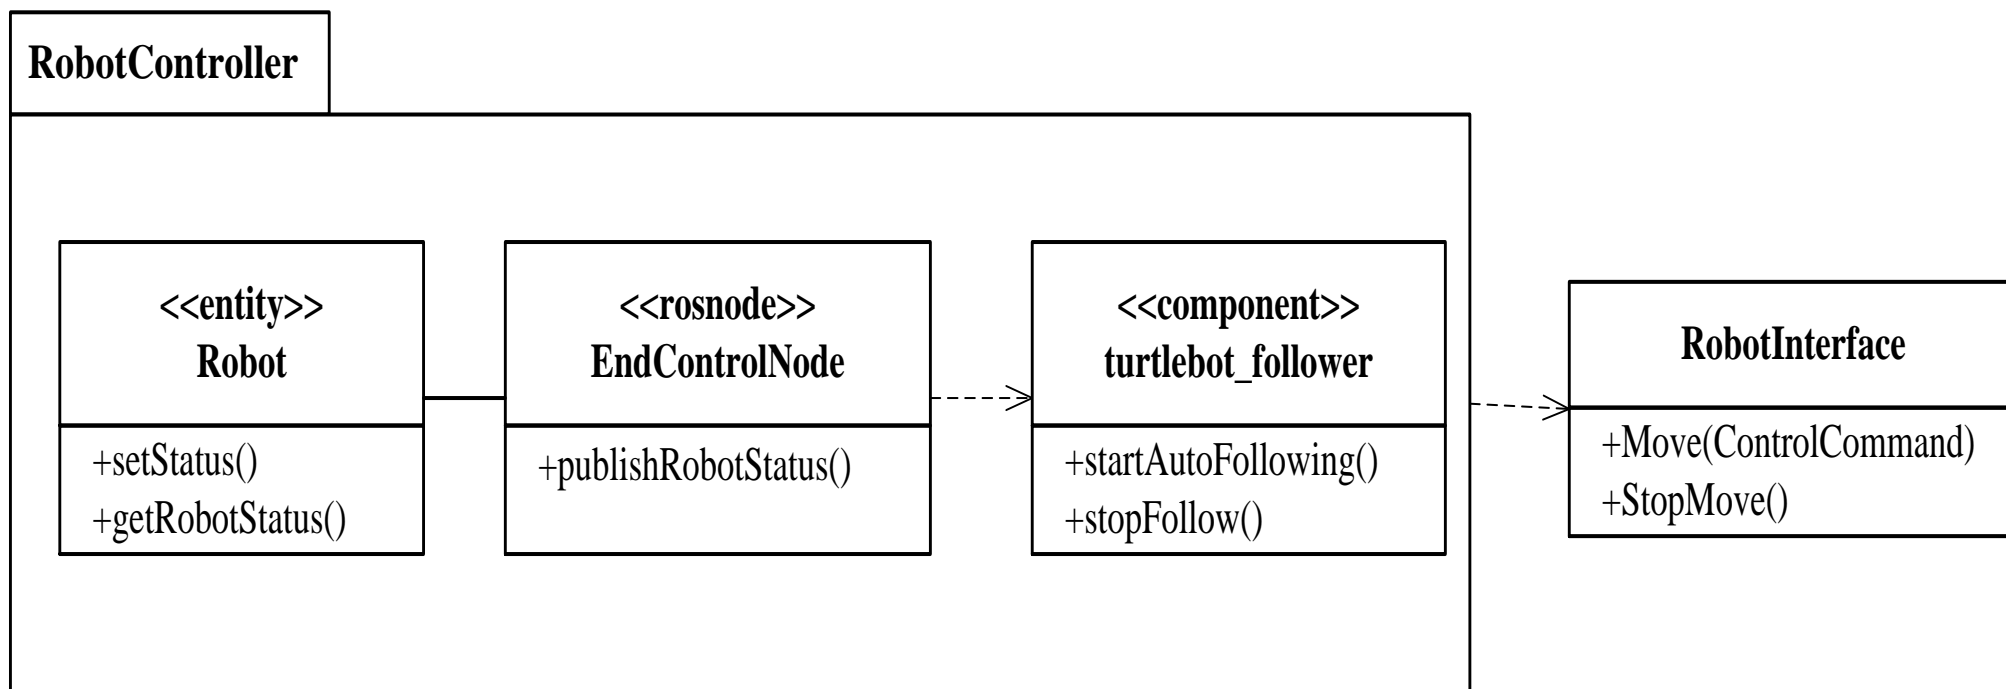 RobotController
<<entity>>
Robot
+setStatus()
+getRobotStatus()
<<rosnode>>
EndControlNode
+publishRobotStatus()
<<component>>
turtlebot_follower
+startAutoFollowing()
+stopFollow()
RobotInterface
+Move(ControlCommand)
+StopMove()